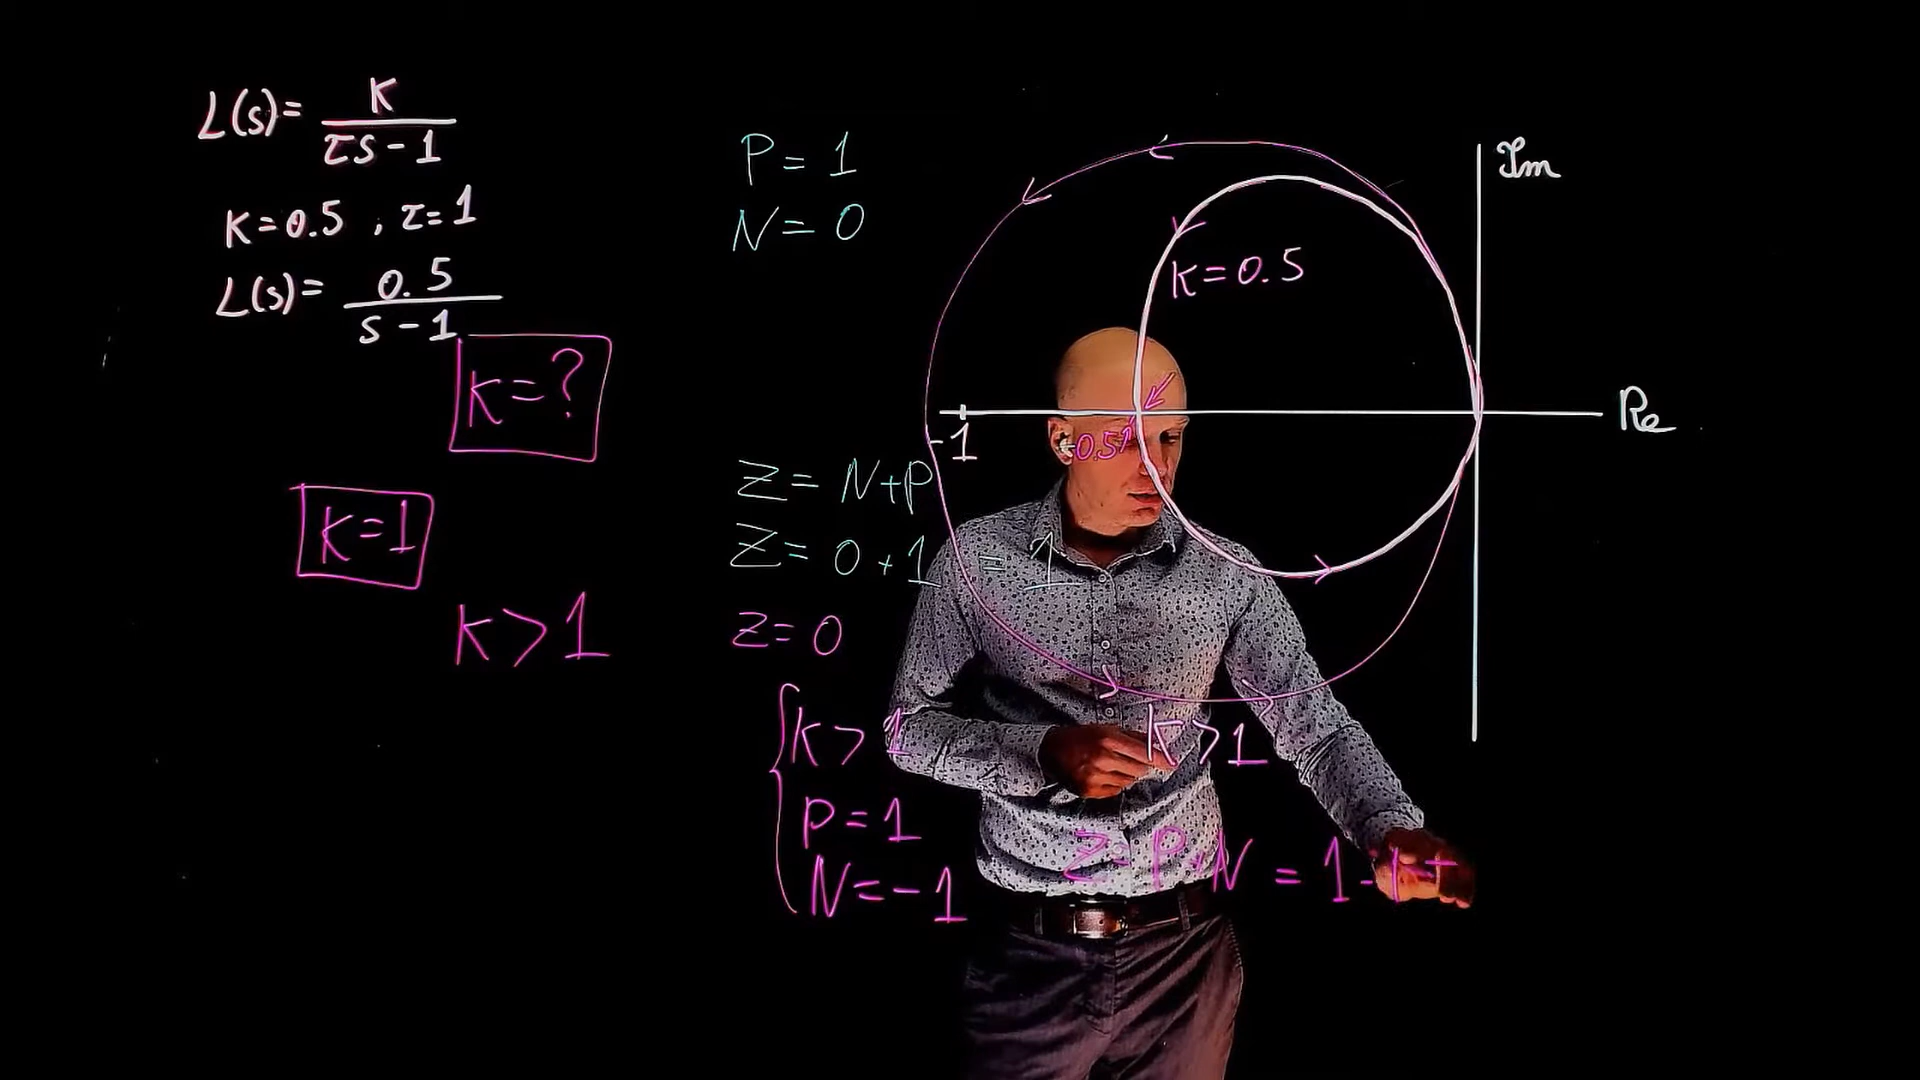 L(s)= K / τs-1
K=0.5 , τ=1
L(s)= 0.5 / s-1
K=?
K=1
K>1
P=1
N=0
Z=N+P
Z=0+1=1
Z=0
K>1
P=1
N=-1
Im
Re
K=0.5
-1
-0.5
K>1
Z=P+N=1-1=